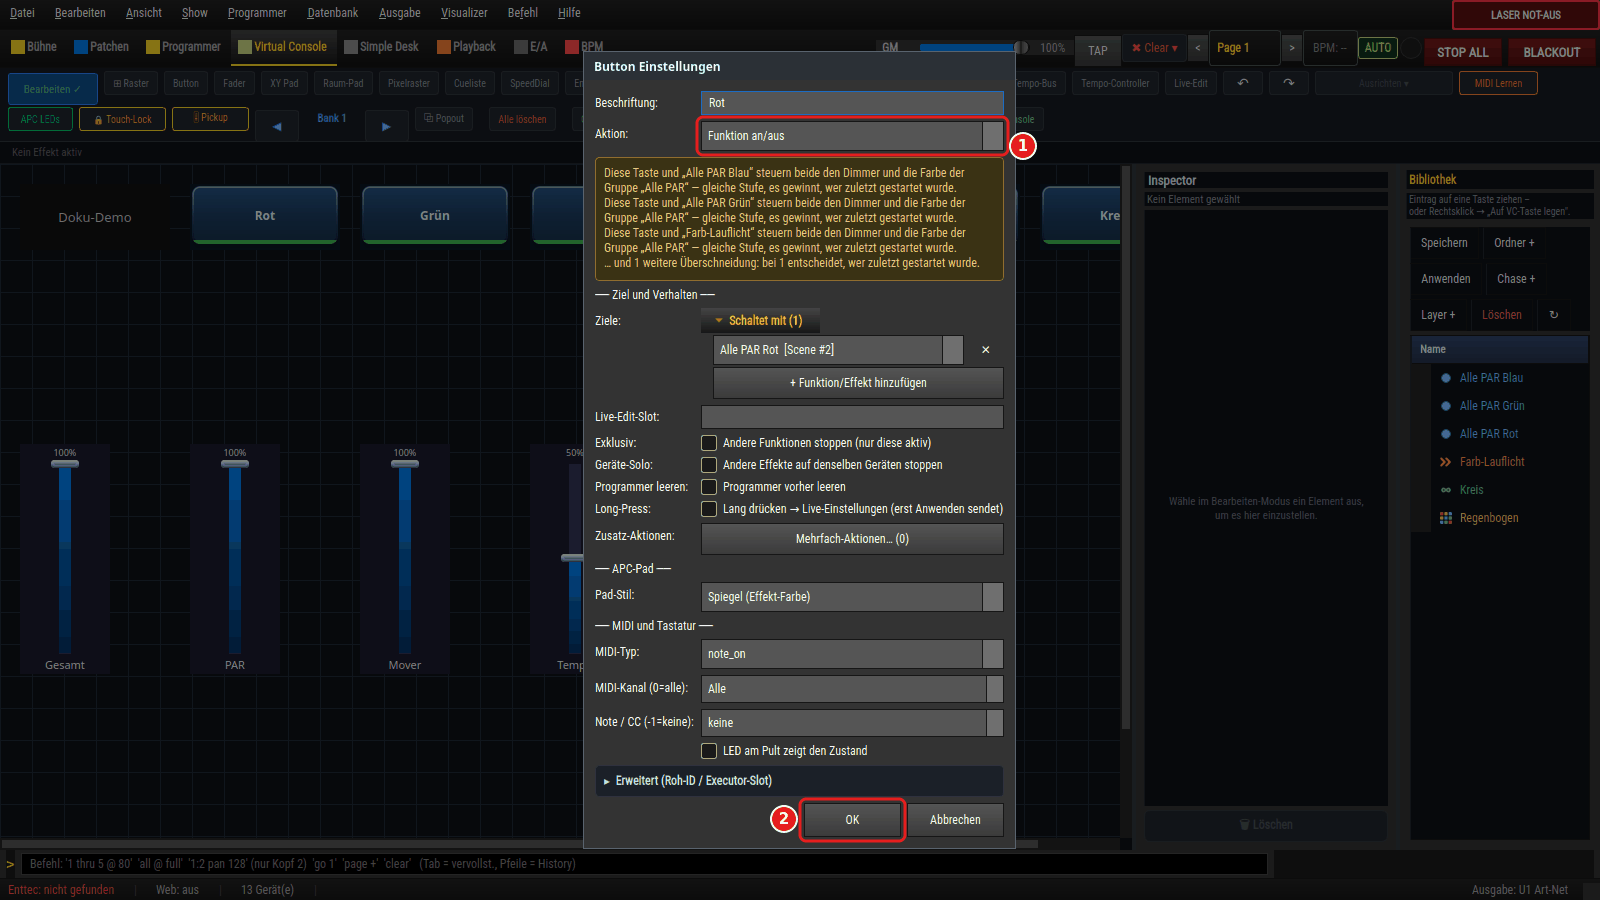 Datei Bearbeiten Ansicht Show Programmer Datenbank Ausgabe Visualizer Befehl Hilfe
LASER NOT-AUS
Bühne Patchen Programmer Virtual Console Simple Desk Playback E/A BPM
GM 100% TAP ✖ Clear ▾ < Page 1 > BPM: -- AUTO STOP ALL BLACKOUT
Bearbeiten ✓ ⊞ Raster Button Fader XY Pad Raum-Pad Pixelraster Cueliste SpeedDial
Tempo-Bus Tempo-Controller Live-Edit ↶ ↷ Ausrichten ▾ MIDI Lernen
APC LEDs Touch-Lock Pickup ◀ Bank 1 ▶ Popout Alle löschen
Kein Effekt aktiv
Doku-Demo
Rot
Grün
Kre
100%
100%
100%
50%
Gesamt
PAR
Mover
Temp
Button Einstellungen
Beschriftung: Rot
Aktion: Funktion an/aus
1
Diese Taste und „Alle PAR Blau“ steuern beide den Dimmer und die Farbe der
Gruppe „Alle PAR“ – gleiche Stufe, es gewinnt, wer zuletzt gestartet wurde.
Diese Taste und „Alle PAR Grün“ steuern beide den Dimmer und die Farbe der
Gruppe „Alle PAR“ – gleiche Stufe, es gewinnt, wer zuletzt gestartet wurde.
Diese Taste und „Farb-Lauflicht“ steuern beide den Dimmer und die Farbe der
Gruppe „Alle PAR“ – gleiche Stufe, es gewinnt, wer zuletzt gestartet wurde.
… und 1 weitere Überschneidung: bei 1 entscheidet, wer zuletzt gestartet wurde.
── Ziel und Verhalten ──
Ziele: ▾ Schaltet mit (1)
Alle PAR Rot [Scene #2] ✕
+ Funktion/Effekt hinzufügen
Live-Edit-Slot:
Exklusiv: Andere Funktionen stoppen (nur diese aktiv)
Geräte-Solo: Andere Effekte auf denselben Geräten stoppen
Programmer leeren: Programmer vorher leeren
Long-Press: Lang drücken → Live-Einstellungen (erst Anwenden sendet)
Zusatz-Aktionen: Mehrfach-Aktionen… (0)
── APC-Pad ──
Pad-Stil: Spiegel (Effekt-Farbe)
── MIDI und Tastatur ──
MIDI-Typ: note_on
MIDI-Kanal (0=alle): Alle
Note / CC (-1=keine): keine
LED am Pult zeigt den Zustand
▸ Erweitert (Roh-ID / Executor-Slot)
2 OK Abbrechen
Inspector
Kein Element gewählt
Wähle im Bearbeiten-Modus ein Element aus,
um es hier einzustellen.
Löschen
Bibliothek
Eintrag auf eine Taste ziehen –
oder Rechtsklick → „Auf VC-Taste legen“.
Speichern Ordner +
Anwenden Chase +
Layer + Löschen ↻
Name
Alle PAR Blau
Alle PAR Grün
Alle PAR Rot
Farb-Lauflicht
Kreis
Regenbogen
> Befehl: '1 thru 5 @ 80' 'all @ full' '1:2 pan 128' (nur Kopf 2) 'go 1' 'page +' 'clear' (Tab = vervollst., Pfeile = History)
Enttec: nicht gefunden Web: aus 13 Gerät(e) Ausgabe: U1 Art-Net